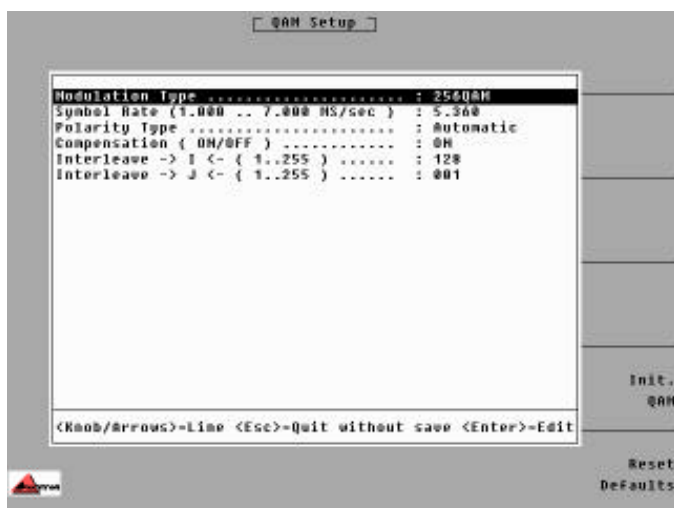 QAM Setup
Modulation Type ..................... : 256QAM
Symbol Rate (1.000 .. 7.000 MS/sec ) : 5.360
Polarity Type ...................... : Automatic
Compensation ( ON/OFF ) ............ : ON
Interleave -> I <- ( 1..255 ) ...... : 128
Interleave -> J <- ( 1..255 ) ...... : 001
<Knob/Arrows>=Line <Esc>=Quit without save <Enter>=Edit
Init.
QAM
Reset
Defaults